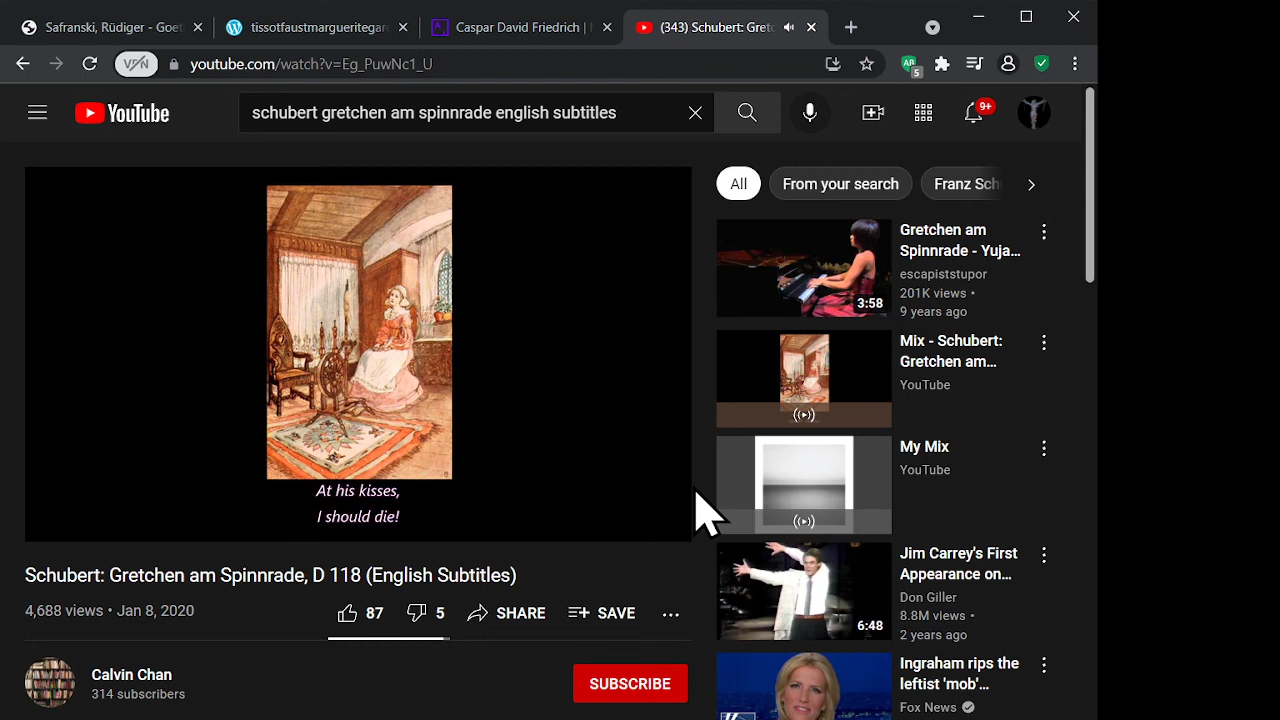 Safranski, Rüdiger - Goet
tissotfaustmargueritegar
Caspar David Friedrich |
(343) Schubert: Gretc
VPN
youtube.com/watch?v=Eg_PuwNc1_U
5
YouTube
schubert gretchen am spinnrade english subtitles
9+
All
From your search
Franz Sch
Gretchen am
Spinnrade - Yuja...
escapiststupor
201K views •
9 years ago
3:58
Mix - Schubert:
Gretchen am...
YouTube
My Mix
YouTube
At his kisses,
I should die!
Jim Carrey's First
Appearance on...
Don Giller
8.8M views •
2 years ago
6:48
Schubert: Gretchen am Spinnrade, D 118 (English Subtitles)
4,688 views • Jan 8, 2020
87
5
SHARE
SAVE
Calvin Chan
314 subscribers
SUBSCRIBE
Ingraham rips the
leftist 'mob'...
Fox News